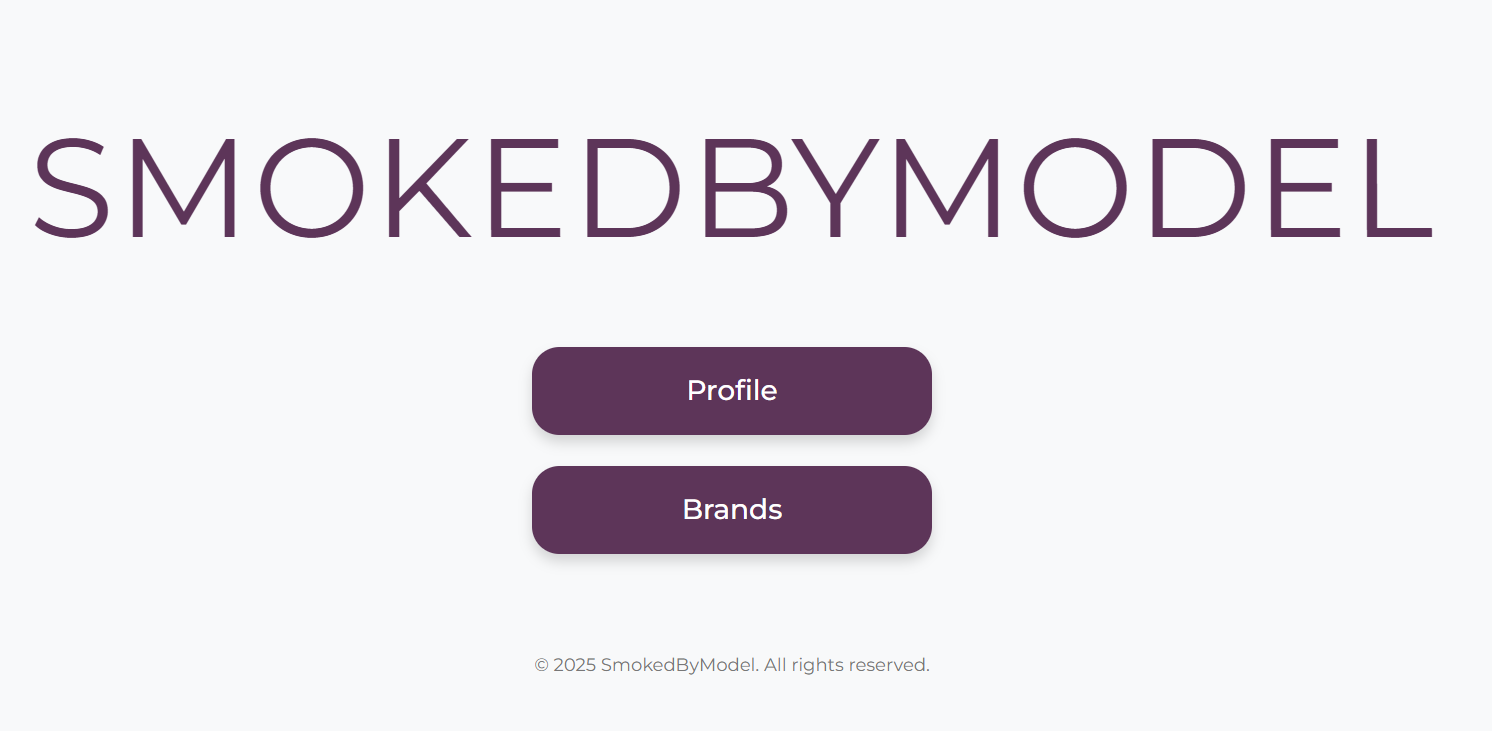 SMOKEDBYMODEL
Profile
Brands
© 2025 SmokedByModel. All rights reserved.